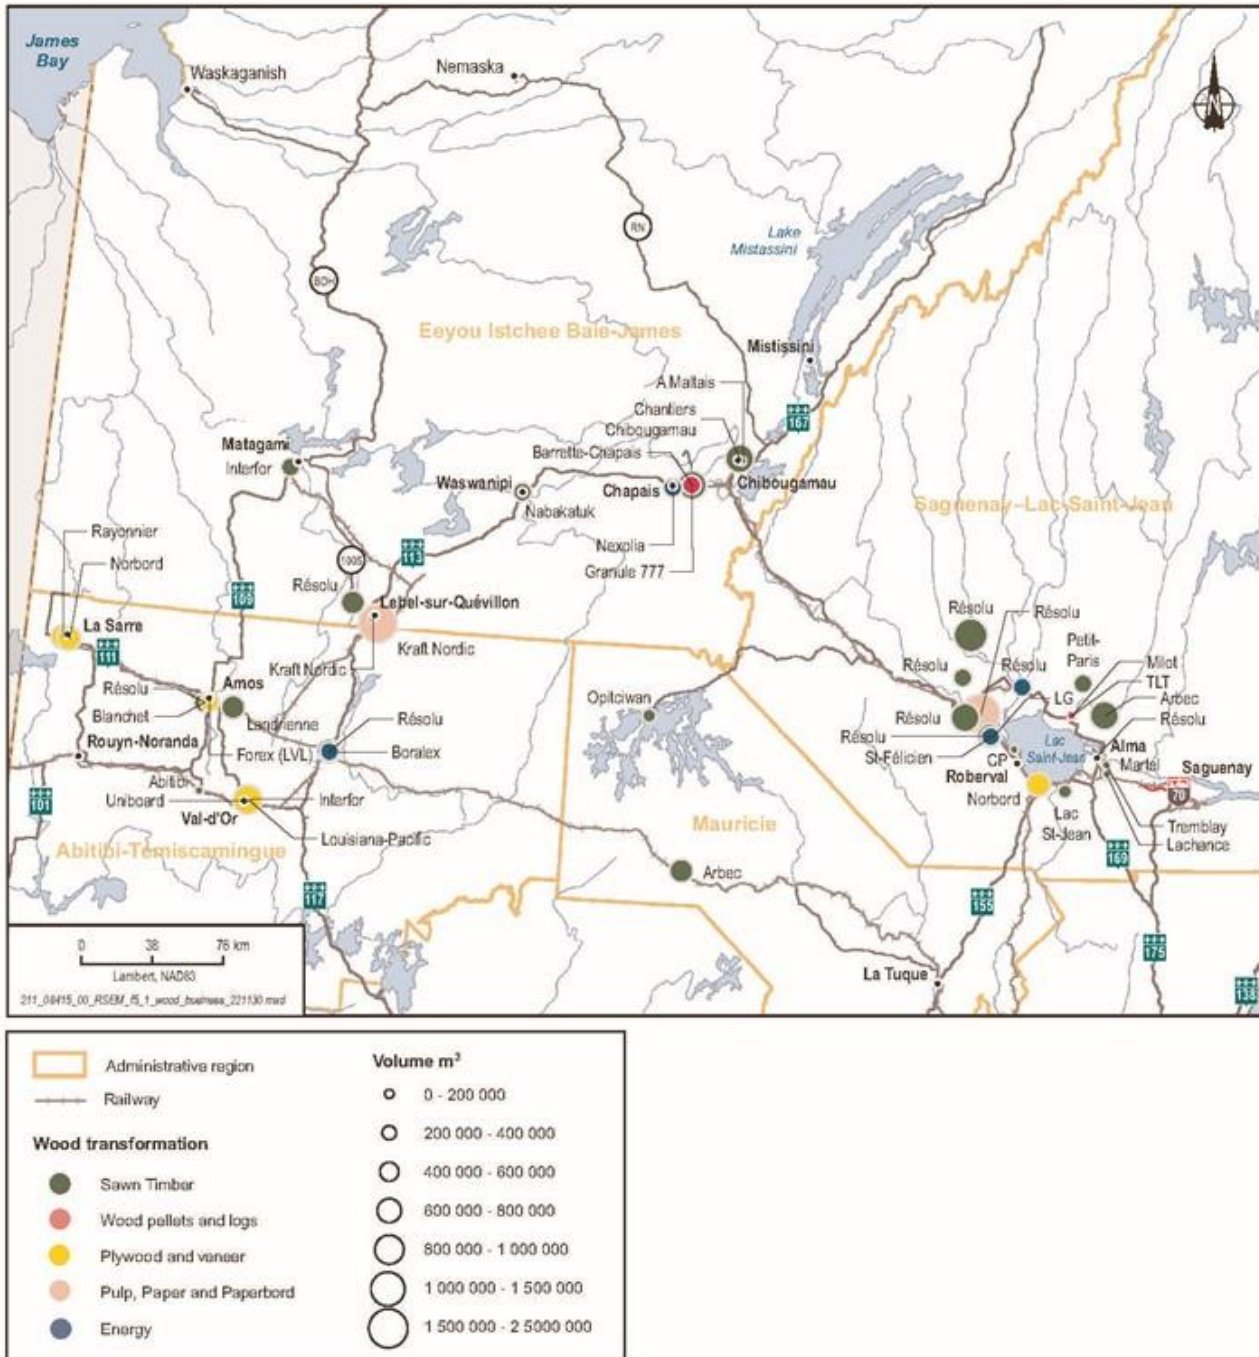 James
Bay
Waskaganish
Nemaska
N
RN
Lake
Mistassini
BDH
Eeyou Istchee Baie-James
Mistissini
A Maltais
Chantiers
Chibougamau
167
Barrette-Chapais
Matagami
Interfor
Waswanipi
Chapais
Chibougamau
Nabakatuk
Saguenay–Lac-Saint-Jean
Nexolia
Granule 777
Rayonnier
Norbord
1005
113
Résolu
109
Lebel-sur-Quévillon
La Sarre
111
Kraft Nordic
Kraft Nordic
Résolu
Résolu
Résolu
Résolu
Petit-
Paris
Milot
LG
TLT
Arbec
Résolu
Amos
Blanchet
Landrienne
Opitciwan
Résolu
Résolu
Résolu
St-Félicien
Lac
Saint-Jean
Alma
Martel
Rouyn-Noranda
Forex (LVL)
Boralex
CP
Roberval
Saguenay
70
Abitibi
Uniboard
Interfor
Norbord
101
Val-d'Or
Louisiana-Pacific
Mauricie
Lac
St-Jean
Tremblay
Lachance
Abitibi-Témiscamingue
169
Arbec
117
155
175
0 38 76 km
Lambert, NAD83
211_08415_00_RSEM_f5_1_wood_business_221130.mxd
La Tuque
138
Administrative region
Railway
Wood transformation
Sawn Timber
Wood pellets and logs
Plywood and veneer
Pulp, Paper and Paperbord
Energy
Volume m³
0 - 200 000
200 000 - 400 000
400 000 - 600 000
600 000 - 800 000
800 000 - 1 000 000
1 000 000 - 1 500 000
1 500 000 - 2 5000 000